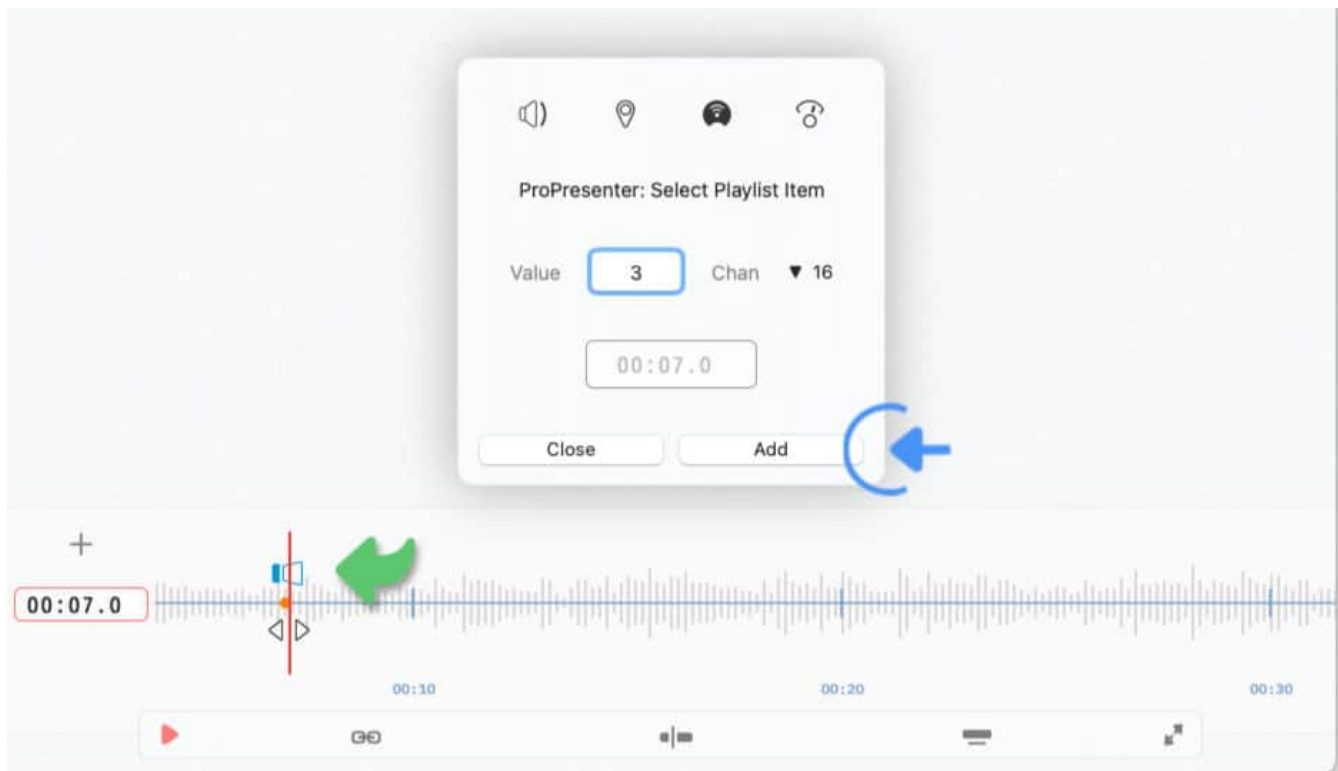 ProPresenter: Select Playlist Item
Value 3 Chan ▼ 16
00:07.0
Close Add
00:07.0
00:10 00:20 00:30